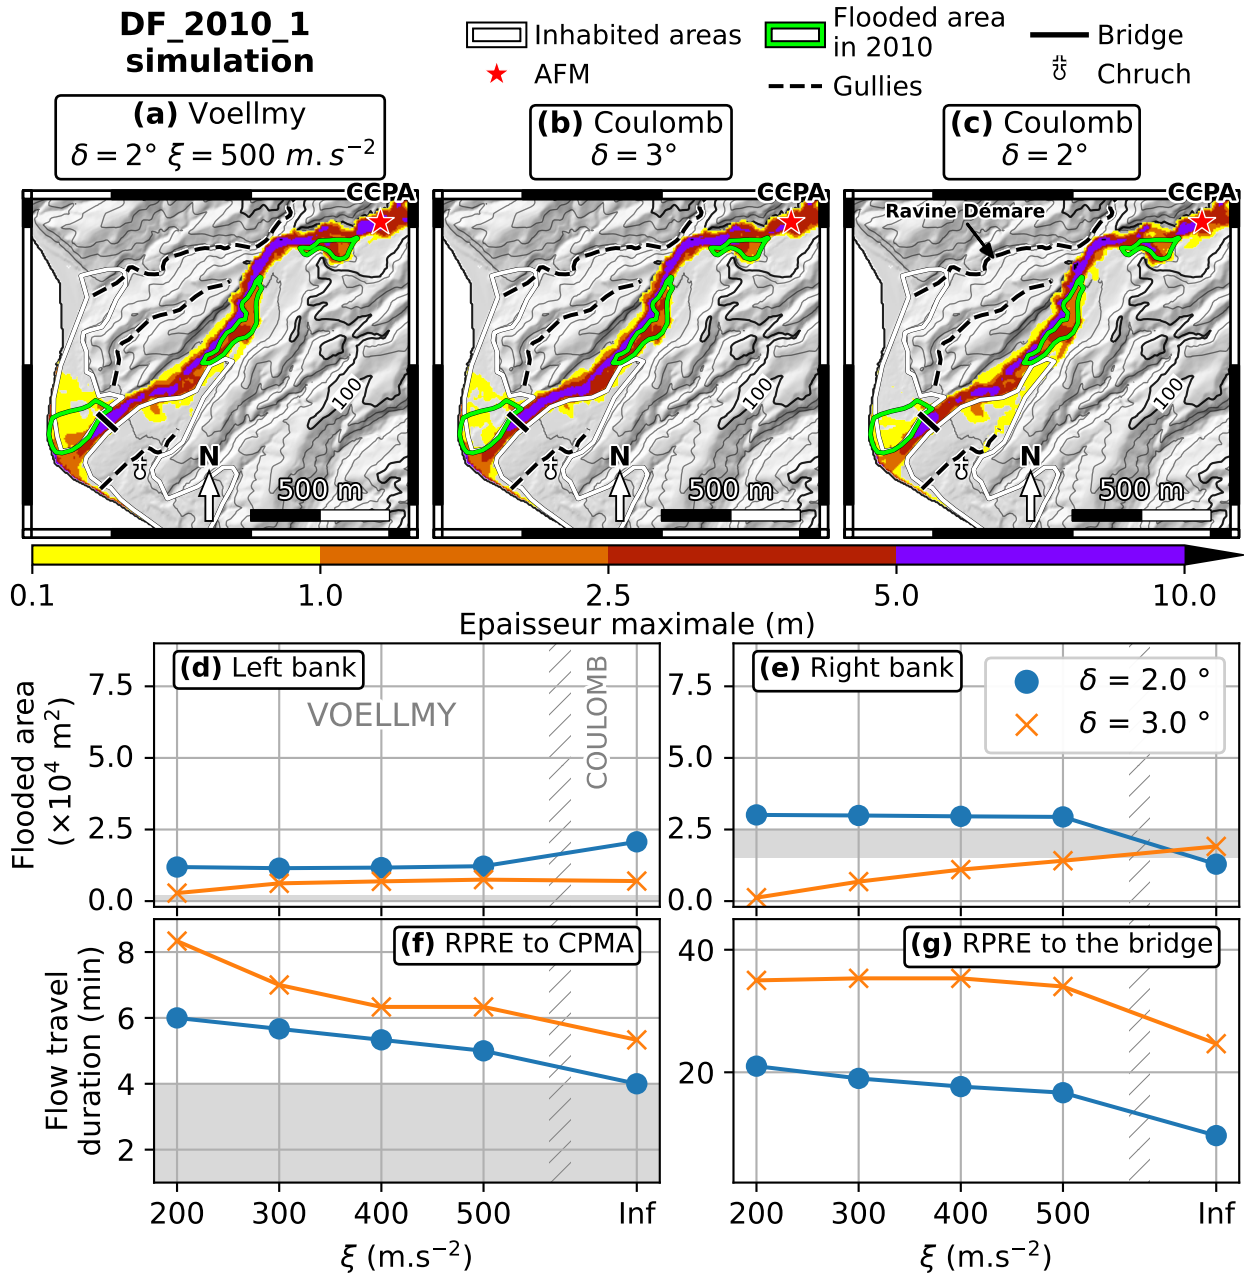 DF_2010_1
simulation
Inhabited areas
AFM
Flooded area
in 2010
Gullies
Bridge
Chruch
(a) Voellmy
δ = 2° ξ = 500 m.s⁻²
(b) Coulomb
δ = 3°
(c) Coulomb
δ = 2°
CCPA
100
N
500 m
CCPA
100
N
500 m
CCPA
Ravine Démare
100
N
500 m
0.1 1.0 2.5 5.0 10.0
Epaisseur maximale (m)
(d) Left bank
VOELLMY
COULOMB
Flooded area
(×10⁴ m²)
7.5
5.0
2.5
0.0
(e) Right bank
δ = 2.0 °
δ = 3.0 °
7.5
5.0
2.5
0.0
(f) RPRE to CPMA
Flow travel
duration (min)
8
6
4
2
200 300 400 500 Inf
ξ (m.s⁻²)
(g) RPRE to the bridge
40
20
200 300 400 500 Inf
ξ (m.s⁻²)